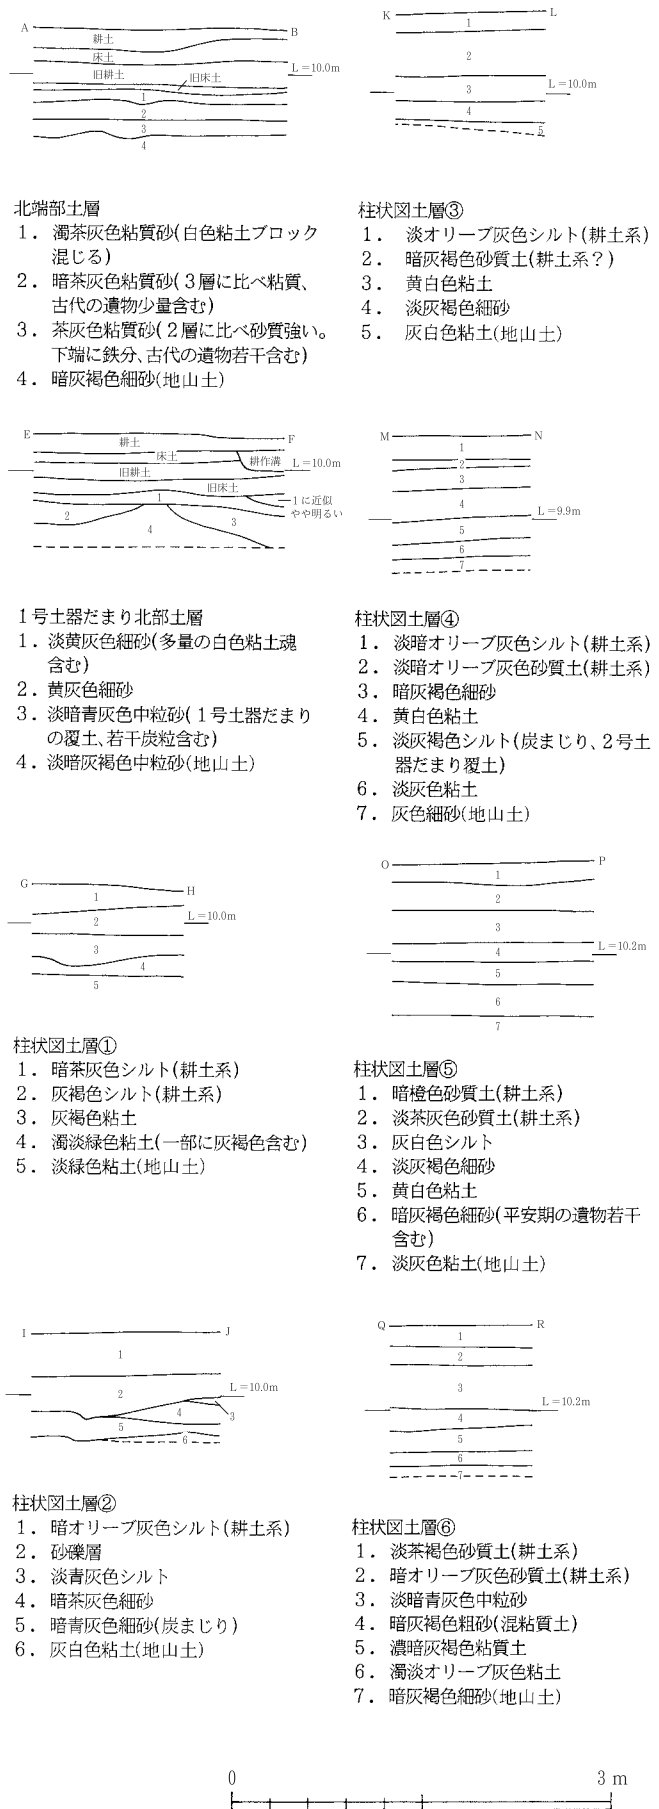 A
B
耕土
床土
L=10.0m
旧耕土
旧床土
1
2
3
4
北端部土層
1. 濁茶灰色粘質砂(白色粘土ブロック
混じる)
2. 暗茶灰色粘質砂(3層に比べ粘質、
古代の遺物少量含む)
3. 茶灰色粘質砂(2層に比べ砂質強い。
下端に鉄分、古代の遺物若干含む)
4. 暗灰褐色細砂(地山土)
E
F
耕土
床土
耕作溝
L=10.0m
旧耕土
旧床土
1
1に近似
やや明るい
2
3
4
1号土器だまり北部土層
1. 淡黄灰色細砂(多量の白色粘土魂
含む)
2. 黄灰色細砂
3. 淡暗青灰色中粒砂(1号土器だまり
の覆土、若干炭粒含む)
4. 淡暗灰褐色中粒砂(地山土)
G
H
1
L=10.0m
2
3
4
5
柱状図土層①
1. 暗茶灰色シルト(耕土系)
2. 灰褐色シルト(耕土系)
3. 灰褐色粘土
4. 濁淡緑色粘土(一部に灰褐色含む)
5. 淡緑色粘土(地山土)
I
J
1
L=10.0m
2
4
3
5
6
柱状図土層②
1. 暗オリーブ灰色シルト(耕土系)
2. 砂礫層
3. 淡青灰色シルト
4. 暗茶灰色細砂
5. 暗青灰色細砂(炭まじり)
6. 灰白色粘土(地山土)
K
L
1
2
L=10.0m
3
4
5
柱状図土層③
1. 淡オリーブ灰色シルト(耕土系)
2. 暗灰褐色砂質土(耕土系?)
3. 黄白色粘土
4. 淡灰褐色細砂
5. 灰白色粘土(地山土)
M
N
1
2
3
4
L=9.9m
5
6
7
柱状図土層④
1. 淡暗オリーブ灰色シルト(耕土系)
2. 淡暗オリーブ灰色砂質土(耕土系)
3. 暗灰褐色細砂
4. 黄白色粘土
5. 淡灰褐色シルト(炭まじり、2号土
器だまり覆土)
6. 淡灰色粘土
7. 灰色細砂(地山土)
O
P
1
2
3
L=10.2m
4
5
6
7
柱状図土層⑤
1. 暗橙色砂質土(耕土系)
2. 淡茶灰色砂質土(耕土系)
3. 灰白色シルト
4. 淡灰褐色細砂
5. 黄白色粘土
6. 暗灰褐色細砂(平安期の遺物若干
含む)
7. 淡灰色粘土(地山土)
Q
R
1
2
3
L=10.2m
4
5
6
7
柱状図土層⑥
1. 淡茶褐色砂質土(耕土系)
2. 暗オリーブ灰色砂質土(耕土系)
3. 淡暗青灰色中粒砂
4. 暗灰褐色粗砂(混粘質土)
5. 濃暗灰褐色粘質土
6. 濁淡オリーブ灰色粘土
7. 暗灰褐色細砂(地山土)
0
3 m